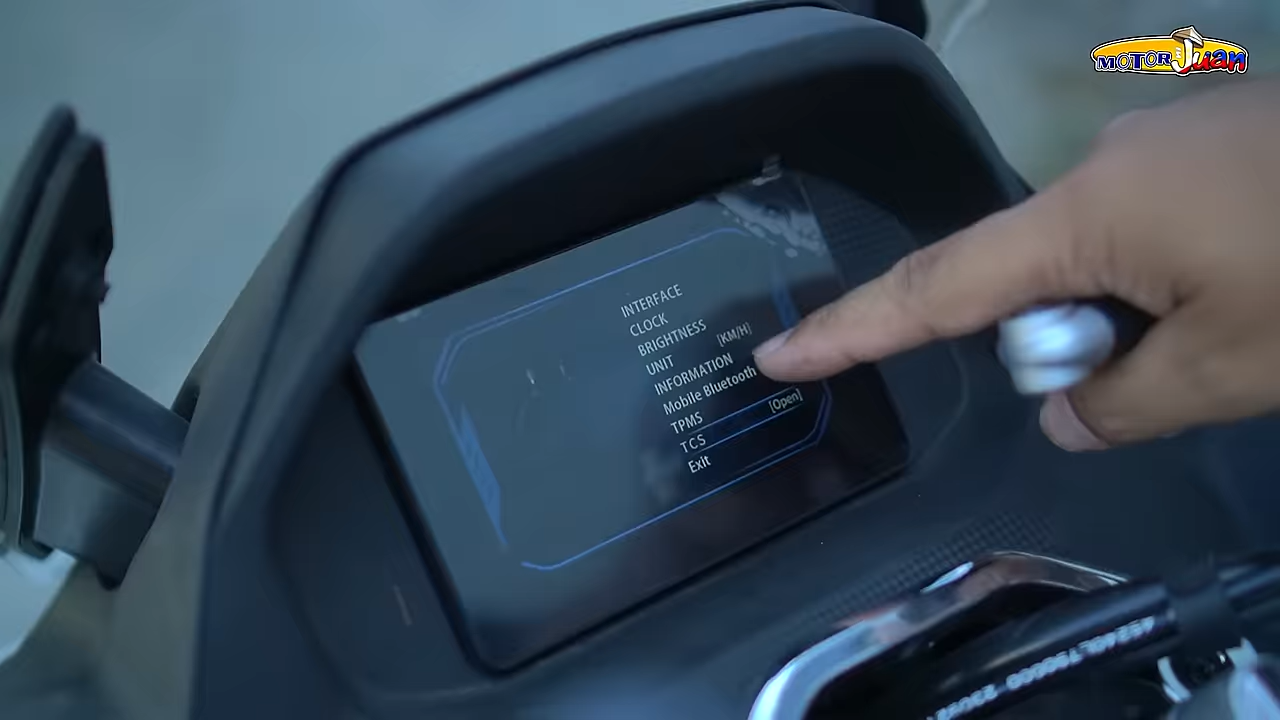 MOTOR Juan
INTERFACE
CLOCK
BRIGHTNESS
UNIT [KM/H]
INFORMATION
Mobile Bluetooth
TPMS
TCS [Open]
Exit